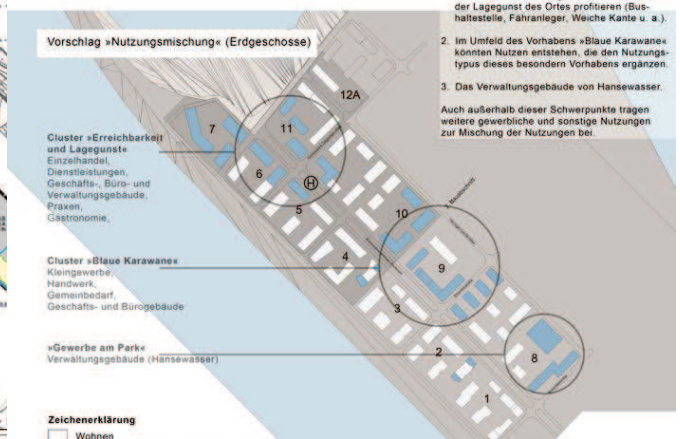 der Lagegunst des Ortes profitieren (Bus-
haltestelle, Fähranleger, Weiche Kante u. a.).
2. Im Umfeld des Vorhabens »Blaue Karawane«
könnten Nutzen entstehen, die den Nutzungs-
typus dieses besondern Vorhabens ergänzen.
3. Das Verwaltungsgebäude von Hansewasser.
Auch außerhalb dieser Schwerpunkte tragen
weitere gewerbliche und sonstige Nutzungen
zur Mischung der Nutzungen bei.
Vorschlag »Nutzungsmischung« (Erdgeschosse)
12A
7
11
Cluster »Erreichbarkeit
und Lagegunst«
Einzelhandel,
Dienstleistungen,
Geschäfts-, Büro- und
Verwaltungsgebäude,
Praxen,
Gastronomie,
6
H
5
10
4
9
Cluster »Blaue Karawane«
Kleingewerbe,
Handwerk,
Gemeinbedarf,
Geschäfts- und Bürogebäude
3
»Gewerbe am Park«
Verwaltungsgebäude (Hansewasser)
2
8
1
Zeichenerklärung
Wohnen